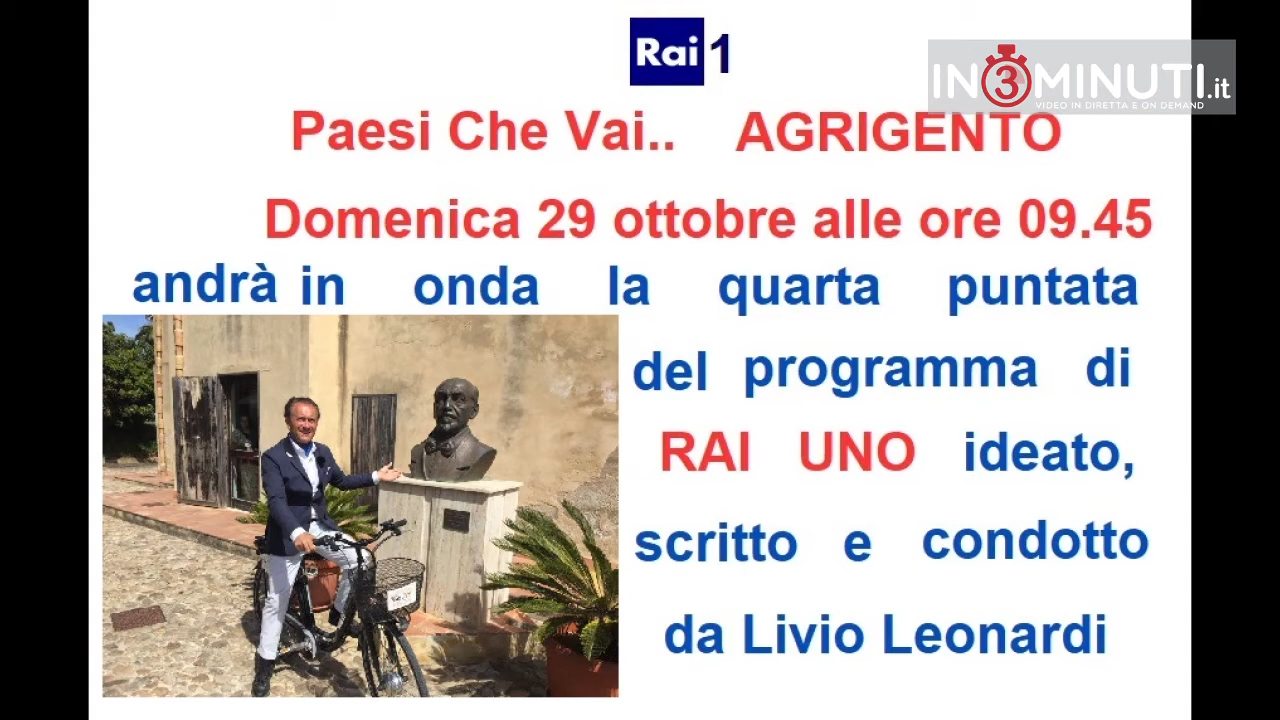 Rai 1
IN3MINUTI.it
VIDEO IN DIRETTA E ON DEMAND
Paesi Che Vai.. AGRIGENTO
Domenica 29 ottobre alle ore 09.45
andrà in onda la quarta puntata
del programma di
RAI UNO ideato,
scritto e condotto
da Livio Leonardi